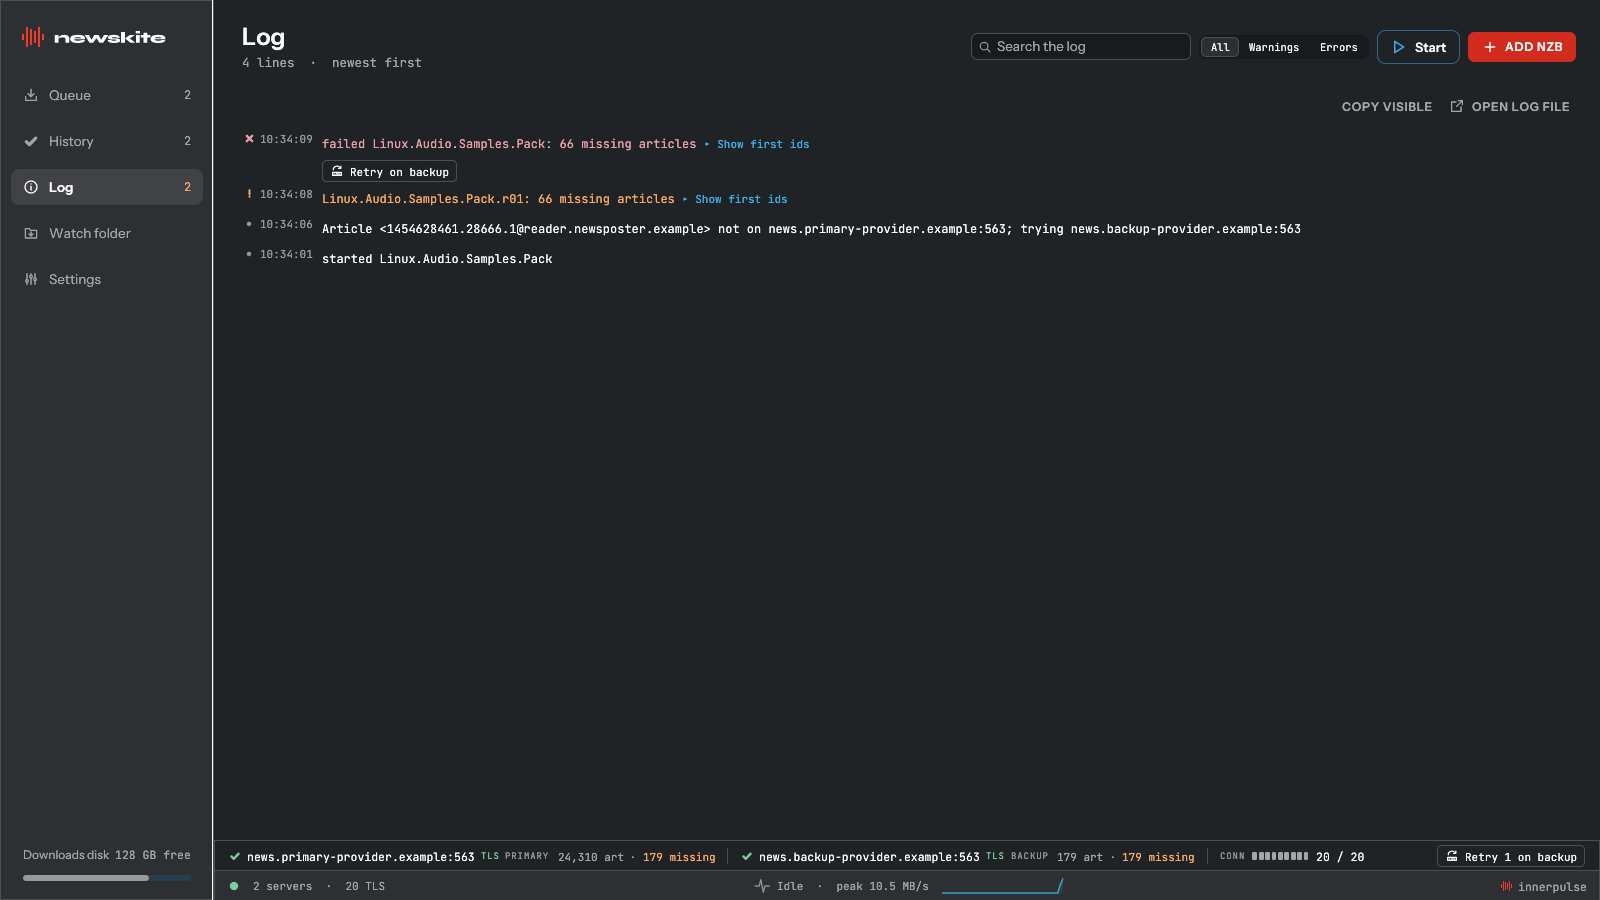 newskite
Queue 2
History 2
Log 2
Watch folder
Settings
Downloads disk 128 GB free
Log
4 lines · newest first
Search the log
All Warnings Errors
Start
ADD NZB
COPY VISIBLE
OPEN LOG FILE
10:34:09 failed Linux.Audio.Samples.Pack: 66 missing articles Show first ids
Retry on backup
10:34:08 Linux.Audio.Samples.Pack.r01: 66 missing articles Show first ids
10:34:06 Article <1454628461.28666.1@reader.newsposter.example> not on news.primary-provider.example:563; trying news.backup-provider.example:563
10:34:01 started Linux.Audio.Samples.Pack
news.primary-provider.example:563 TLS PRIMARY 24,310 art · 179 missing
news.backup-provider.example:563 TLS BACKUP 179 art · 179 missing
CONN 20 / 20
Retry 1 on backup
2 servers · 20 TLS
Idle · peak 10.5 MB/s
innerpulse